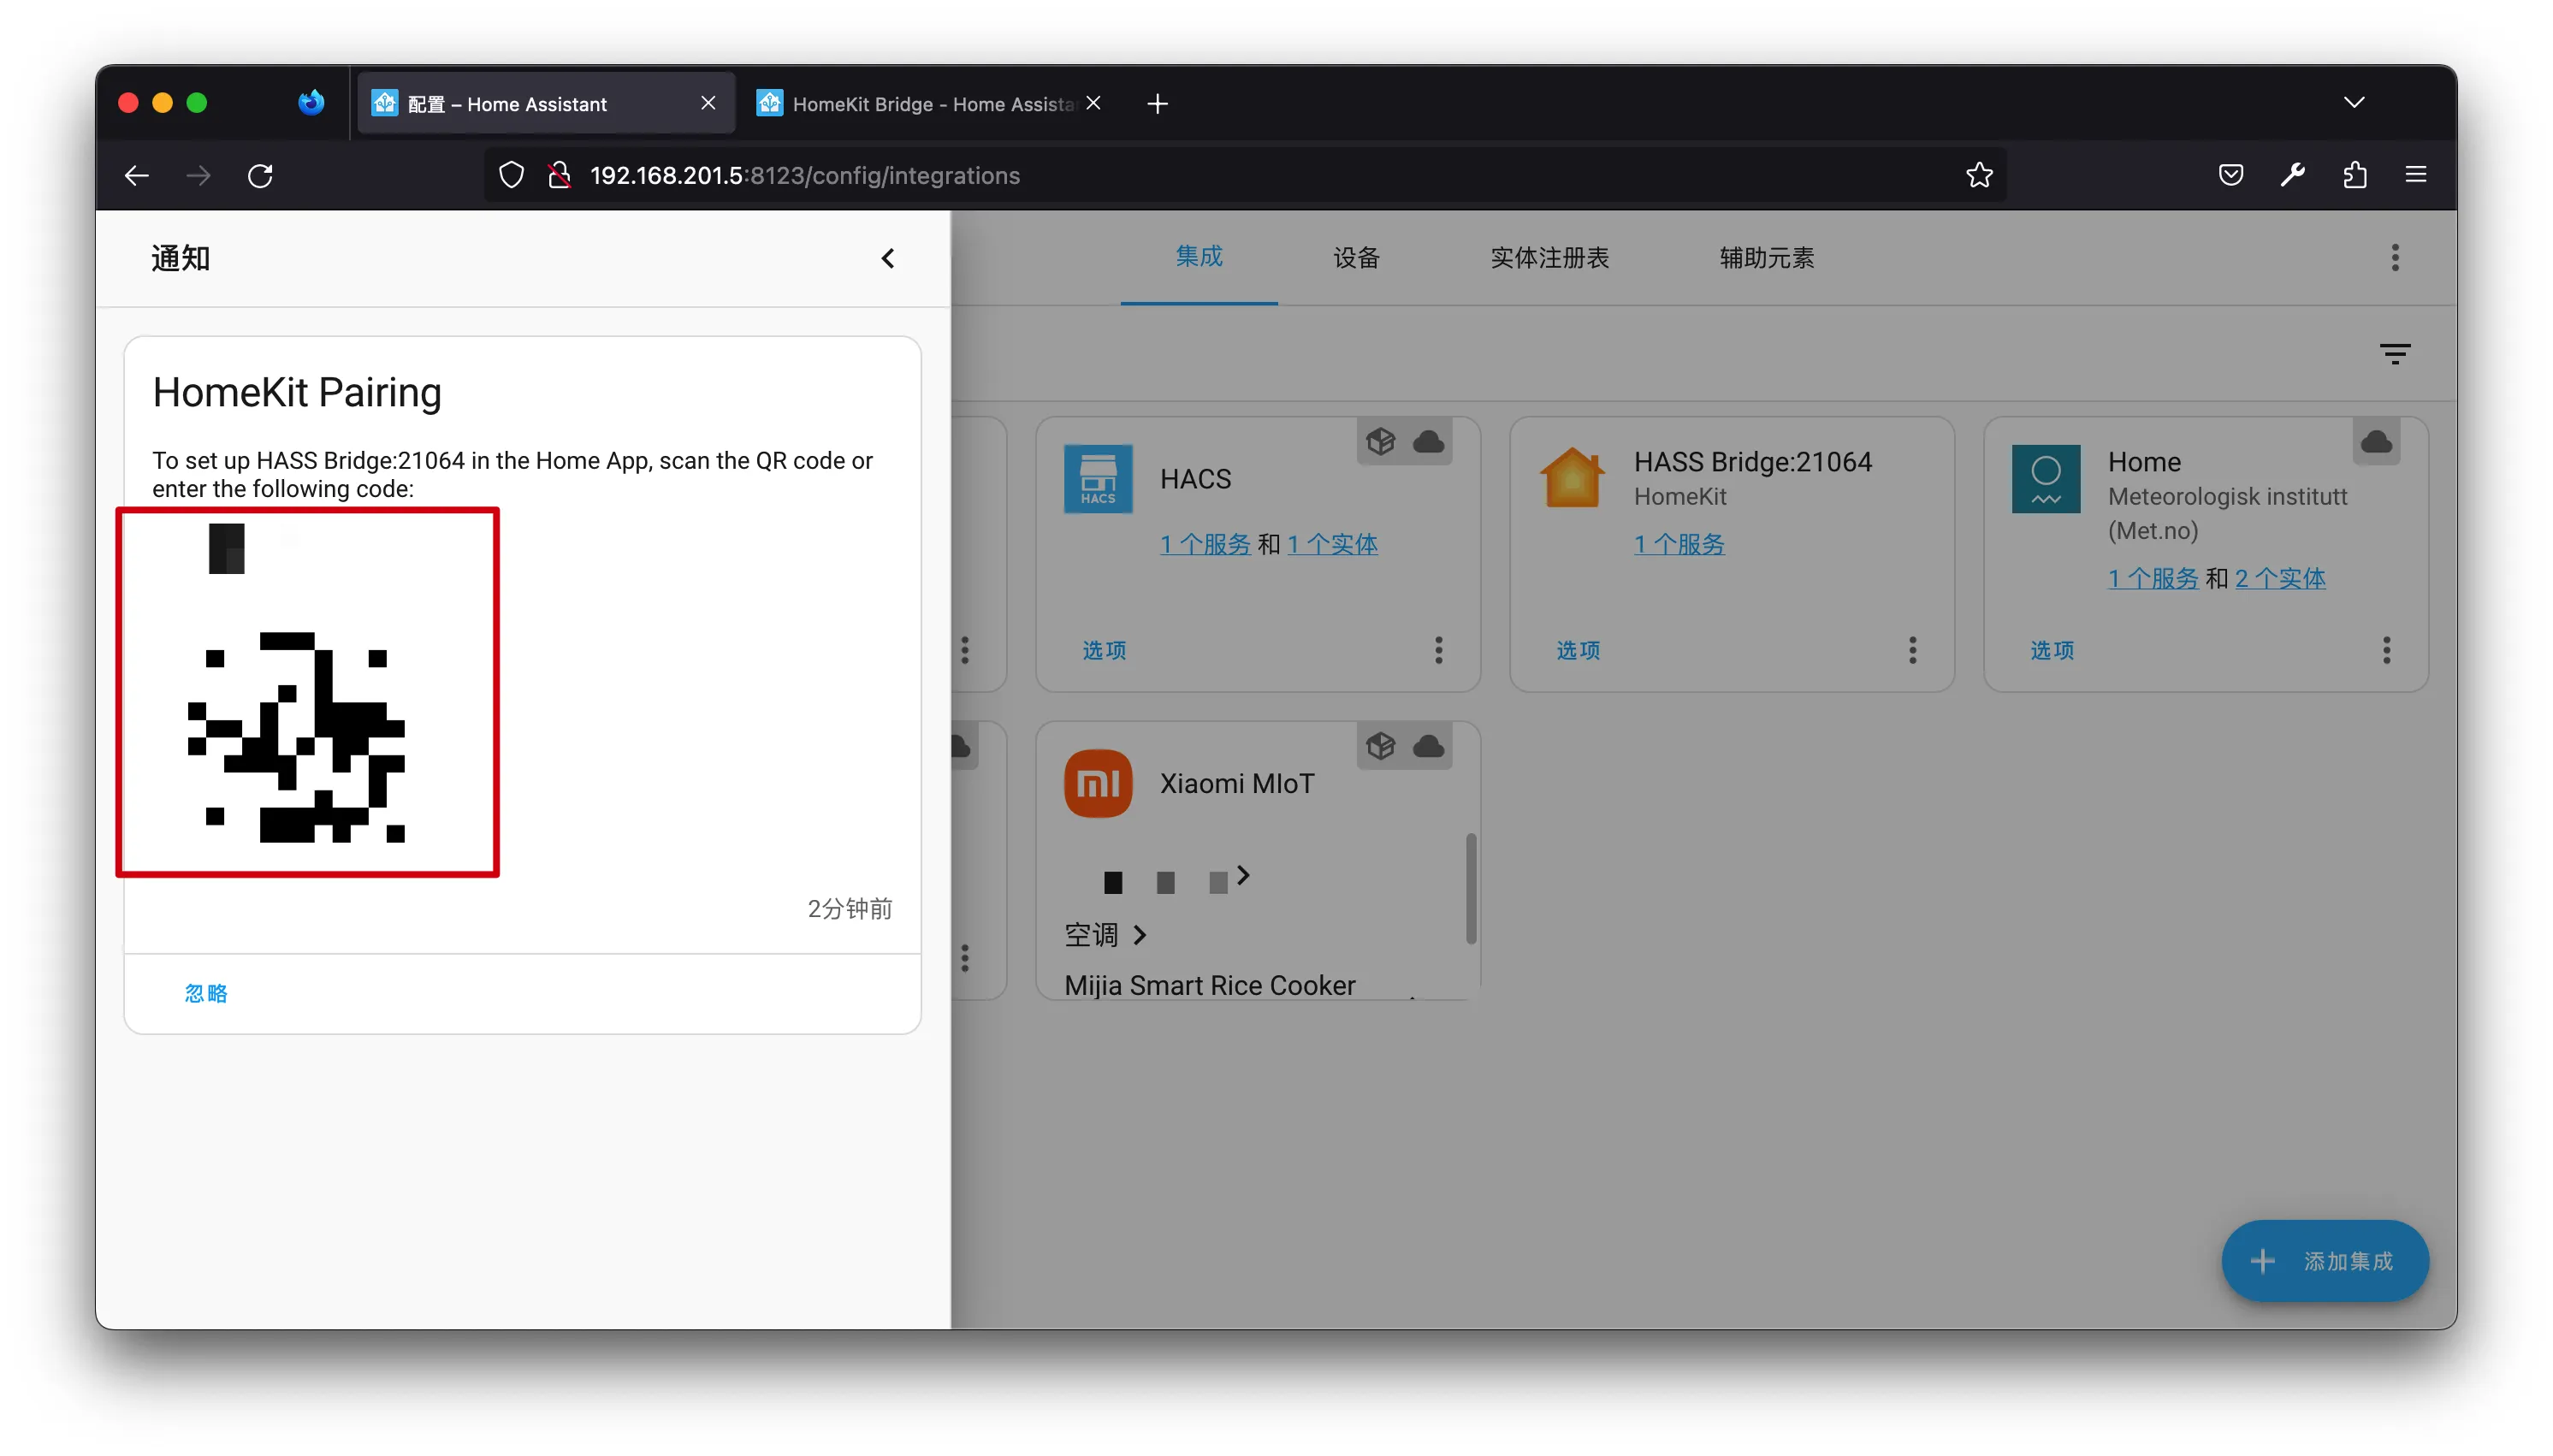 配置 – Home Assistant
HomeKit Bridge - Home Assista
192.168.201.5:8123/config/integrations
通知
HomeKit Pairing
To set up HASS Bridge:21064 in the Home App, scan the QR code or
enter the following code:
2分钟前
忽略
集成
设备
实体注册表
辅助元素
HACS
HACS
1 个服务 和 1 个实体
选项
HASS Bridge:21064
HomeKit
1 个服务
选项
Home
Meteorologisk institutt
(Met.no)
1 个服务 和 2 个实体
选项
Xiaomi MIoT
空调
Mijia Smart Rice Cooker
添加集成